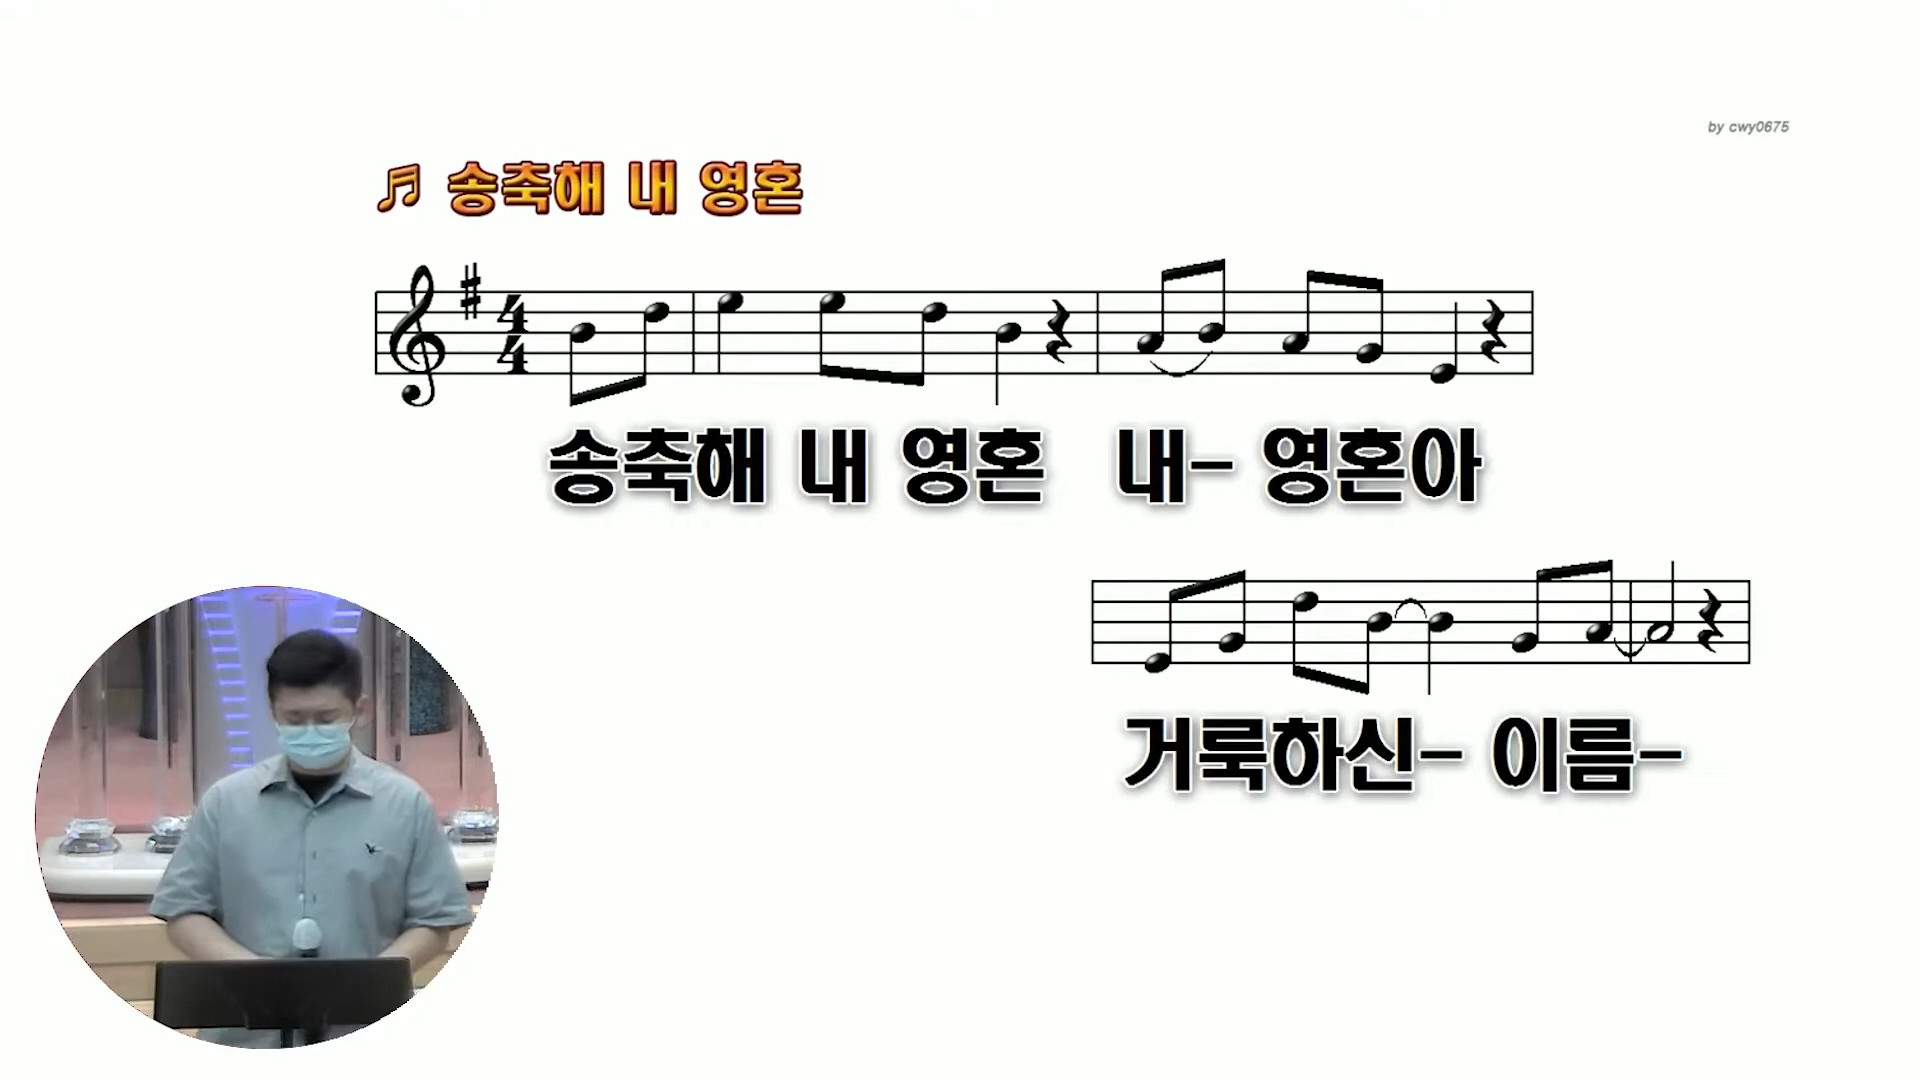 by cwy0675
♬ 송축해 내 영혼
송축해 내 영혼 내- 영혼아
거룩하신- 이름-